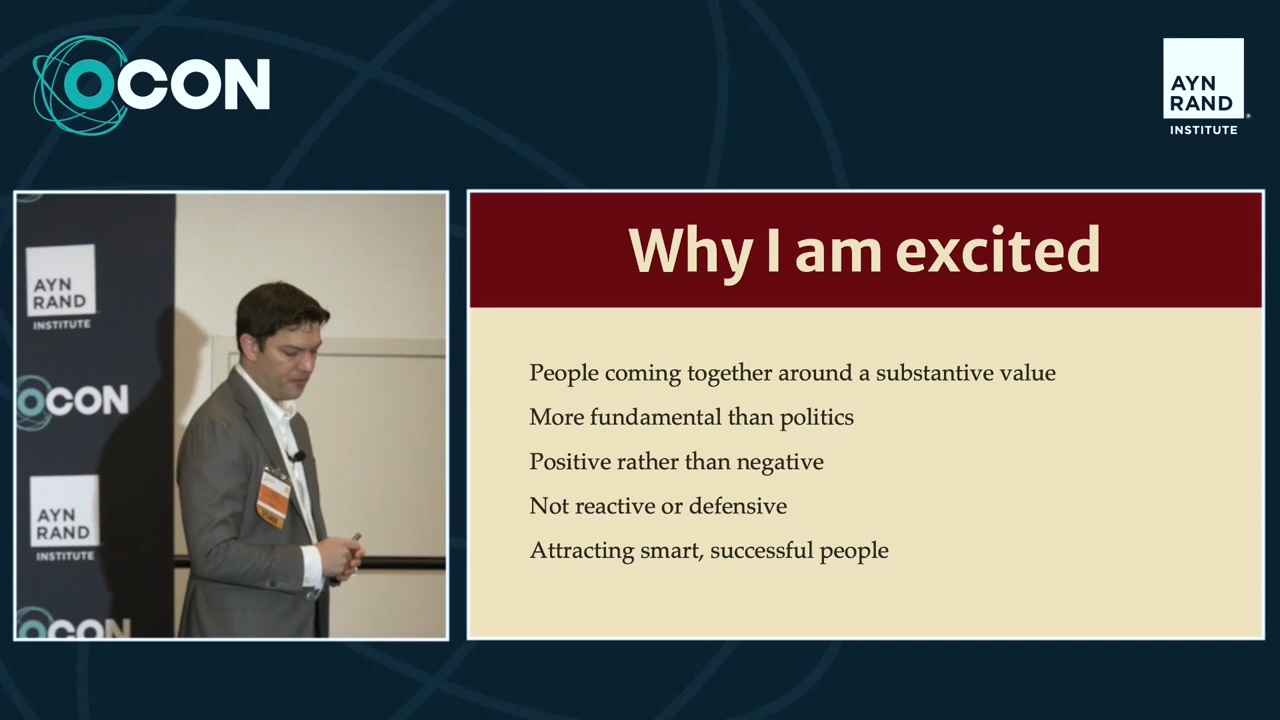 OCON
AYN
RAND
INSTITUTE
AYN
RAND
INSTITUTE
OCON
AYN
RAND
INSTITUTE
OCON
Why I am excited
People coming together around a substantive value
More fundamental than politics
Positive rather than negative
Not reactive or defensive
Attracting smart, successful people